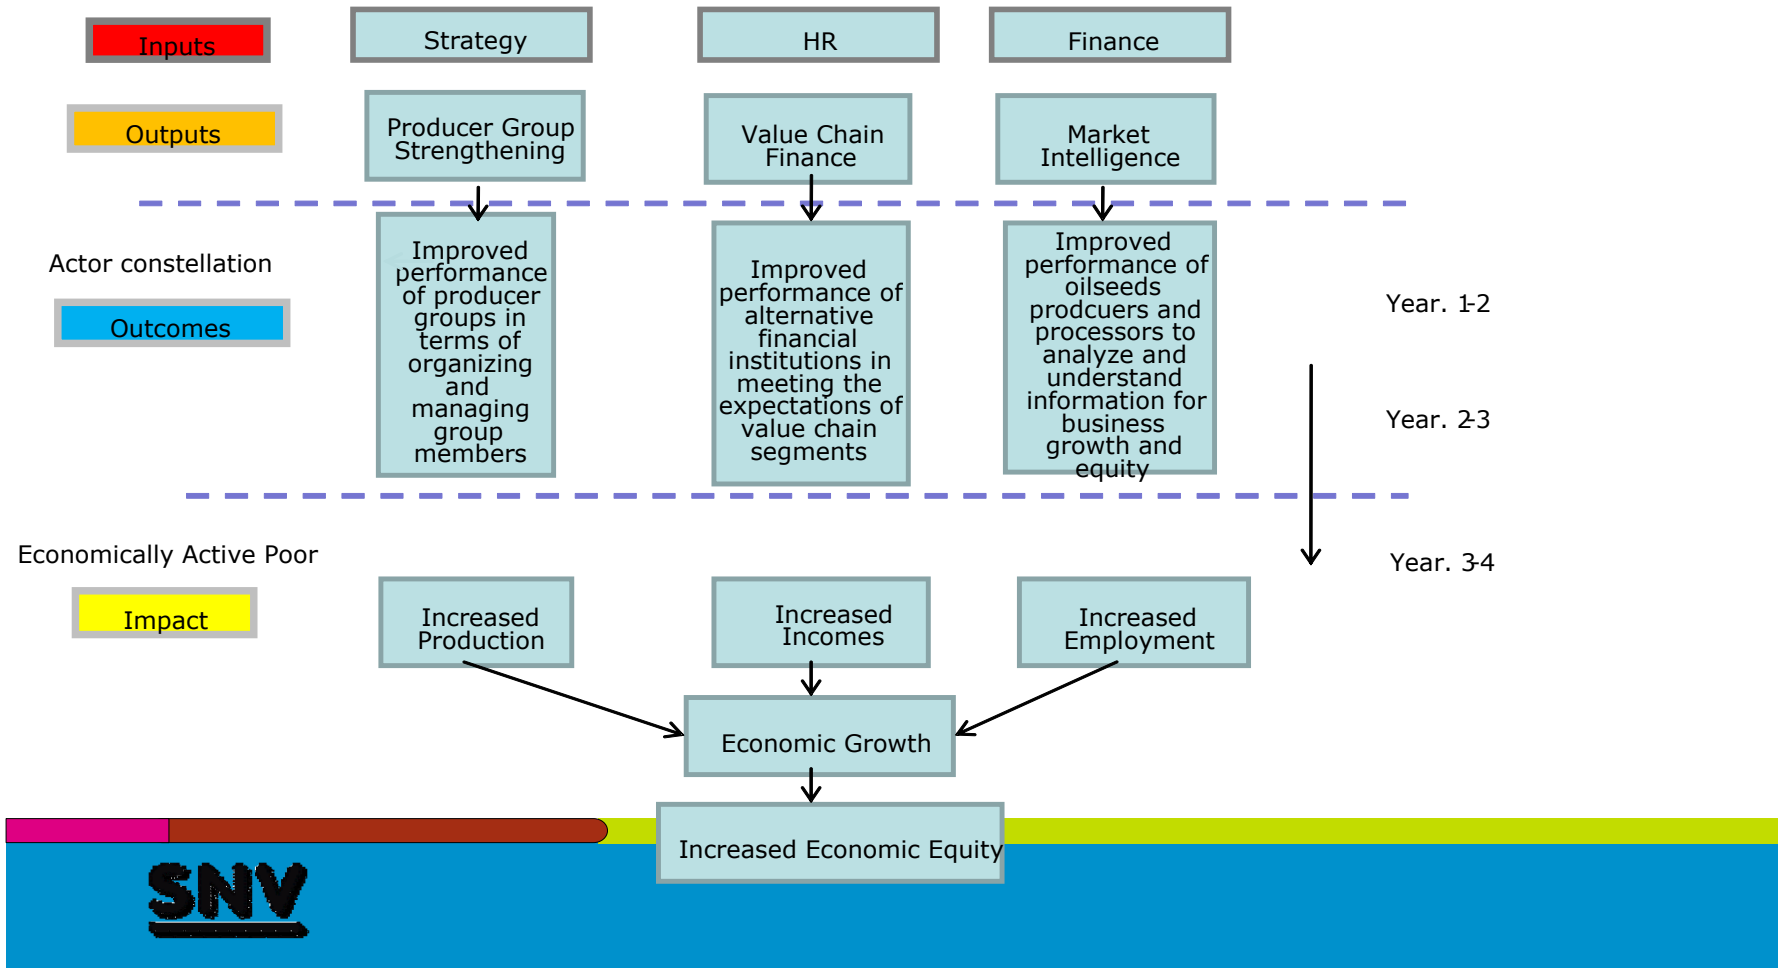 Inputs
Strategy
HR
Finance
Outputs
Producer Group
Strengthening
Value Chain
Finance
Market
Intelligence
Actor constellation
Outcomes
Improved
performance
of producer
groups in
terms of
organizing
and
managing
group
members
Improved
performance of
alternative
financial
institutions in
meeting the
expectations of
value chain
segments
Improved
performance of
oilseeds
prodcuers and
processors to
analyze and
understand
information for
business
growth and
equity
Year. 1-2
Year. 2-3
Year. 3-4
Economically Active Poor
Impact
Increased
Production
Increased
Incomes
Increased
Employment
Economic Growth
Increased Economic Equity
SNV